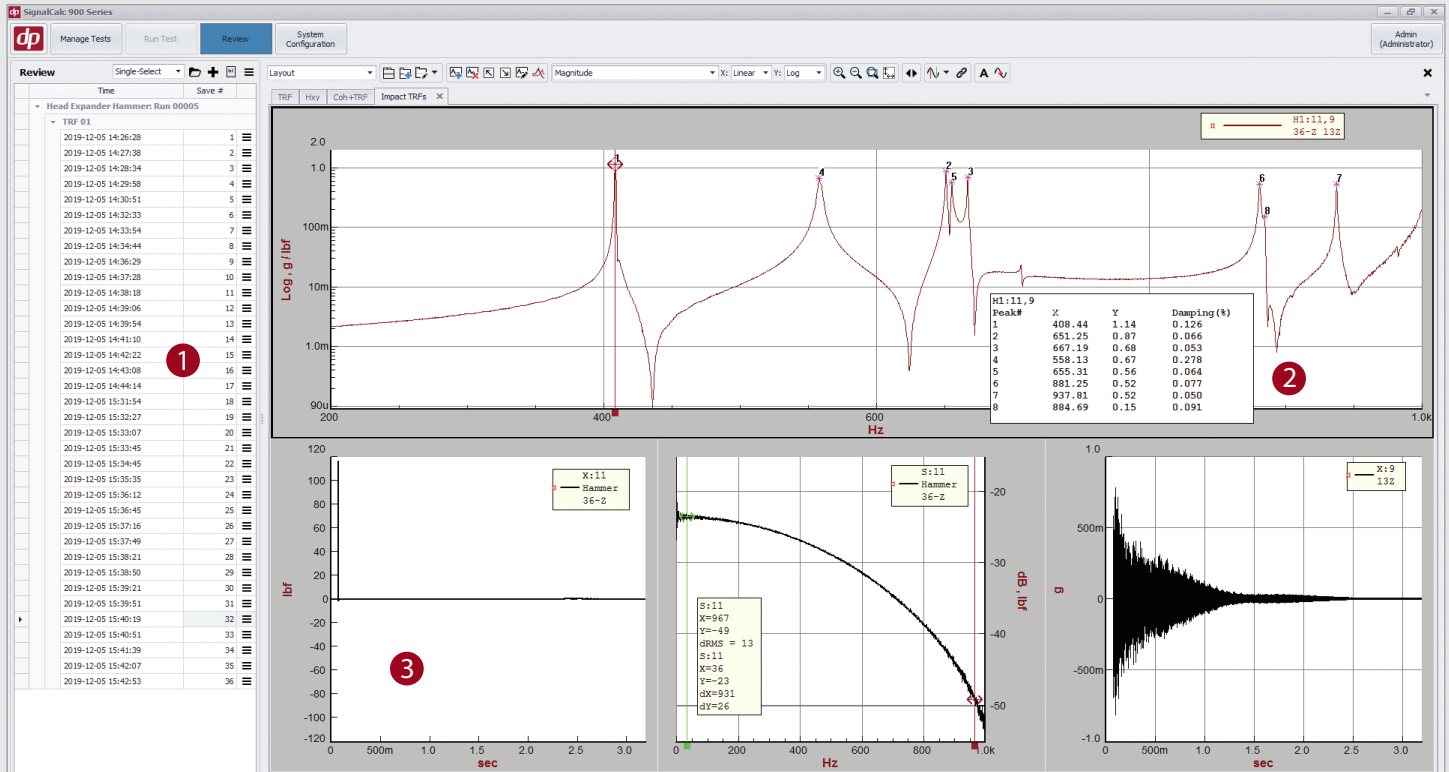 dp SignalCalc 900 Series
dp
Manage Tests
Run Test
Review
System Configuration
Admin (Administrator)
Review
Single-Select
Layout
Magnitude
X: Linear
Y: Log
A
Time Save #
Head Expander Hammer: Run 00005
TRF 01
2019-12-05 14:26:28 1
2019-12-05 14:27:38 2
2019-12-05 14:28:34 3
2019-12-05 14:29:58 4
2019-12-05 14:30:51 5
2019-12-05 14:32:33 6
2019-12-05 14:33:54 7
2019-12-05 14:34:44 8
2019-12-05 14:36:29 9
2019-12-05 14:37:28 10
2019-12-05 14:38:18 11
2019-12-05 14:39:06 12
2019-12-05 14:39:54 13
2019-12-05 14:41:10 14
2019-12-05 14:42:22 15
2019-12-05 14:43:08 16
2019-12-05 14:44:14 17
2019-12-05 15:31:54 18
2019-12-05 15:32:27 19
2019-12-05 15:33:07 20
2019-12-05 15:33:45 21
2019-12-05 15:34:45 22
2019-12-05 15:35:35 23
2019-12-05 15:36:12 24
2019-12-05 15:36:45 25
2019-12-05 15:37:16 26
2019-12-05 15:37:49 27
2019-12-05 15:38:21 28
2019-12-05 15:38:50 29
2019-12-05 15:39:21 30
2019-12-05 15:39:51 31
2019-12-05 15:40:19 32
2019-12-05 15:40:51 33
2019-12-05 15:41:39 34
2019-12-05 15:42:07 35
2019-12-05 15:42:53 36
1
TRF Hxy Coh+TRF Impact TRFs
H1:11,9
36-Z 13Z
2.0
1.0
100m
10m
1.0m
90u
Log , g / lbf
1 4 2 5 3 6 8 7
200 400 600 1.0k
Hz
H1:11,9
Peak# X Y Damping(%)
1 408.44 1.14 0.126
2 651.25 0.87 0.066
3 667.19 0.68 0.053
4 558.13 0.67 0.278
5 655.31 0.56 0.064
6 881.25 0.52 0.077
7 937.81 0.52 0.050
8 884.69 0.15 0.091
2
120
100
80
60
40
20
0
-20
-40
-60
-80
-100
-120
lbf
X:11
Hammer
36-Z
3
0 500m 1.0 1.5 2.0 2.5 3.0
sec
S:11
Hammer
36-Z
S:11
X=967
Y=-49
dRMS = 13
S:11
X=36
Y=-23
dX=931
dY=26
-20
-30
-40
-50
dB , lbf
0 200 400 600 800 1.0k
Hz
X:9
13Z
1.0
500m
0
-500m
-1.0
g
0 500m 1.0 1.5 2.0 2.5 3.0
sec